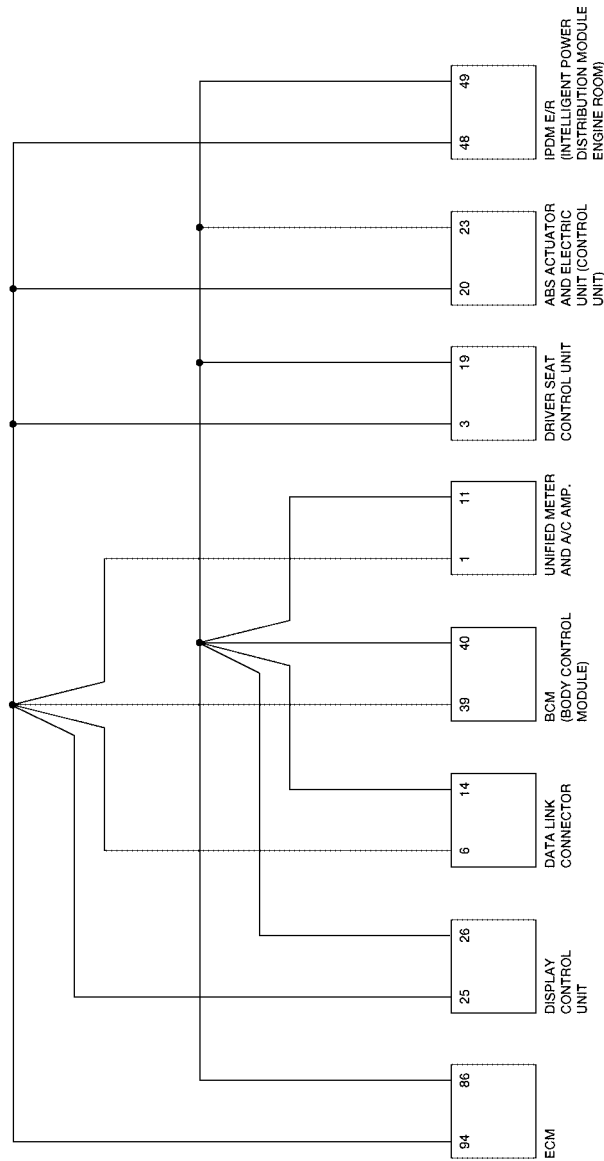 94
86
ECM
25
26
DISPLAY
CONTROL
UNIT
6
14
DATA LINK
CONNECTOR
39
40
BCM
(BODY CONTROL
MODULE)
1
11
UNIFIED METER
AND A/C AMP.
3
19
DRIVER SEAT
CONTROL UNIT
20
23
ABS ACTUATOR
AND ELECTRIC
UNIT (CONTROL
UNIT)
48
49
IPDM E/R
(INTELLIGENT POWER
DISTRIBUTION MODULE
ENGINE ROOM)